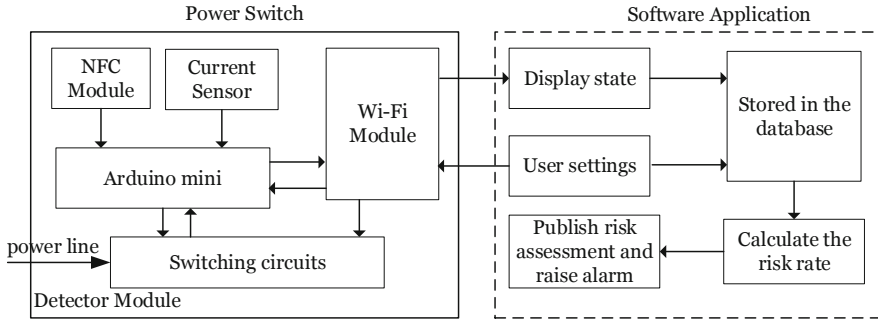 Power Switch
Software Application
NFC
Module
Current
Sensor
Wi-Fi
Module
Display state
Stored in the
database
Arduino mini
User settings
power line
Switching circuits
Publish risk
assessment and
raise alarm
Calculate the
risk rate
Detector Module